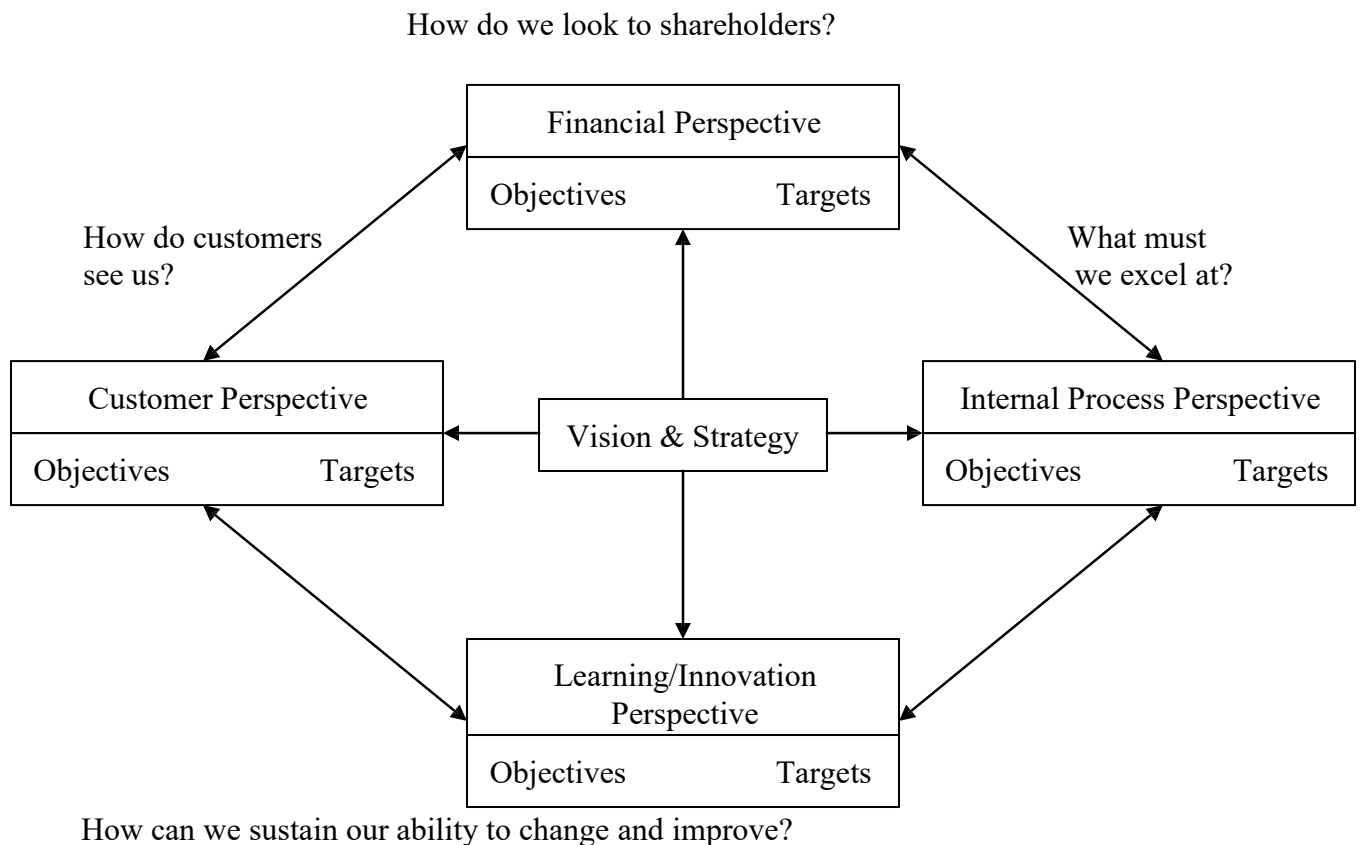 How do we look to shareholders?
Financial Perspective
Objectives Targets
How do customers
see us?
What must
we excel at?
Customer Perspective
Objectives Targets
Vision & Strategy
Internal Process Perspective
Objectives Targets
Learning/Innovation
Perspective
Objectives Targets
How can we sustain our ability to change and improve?